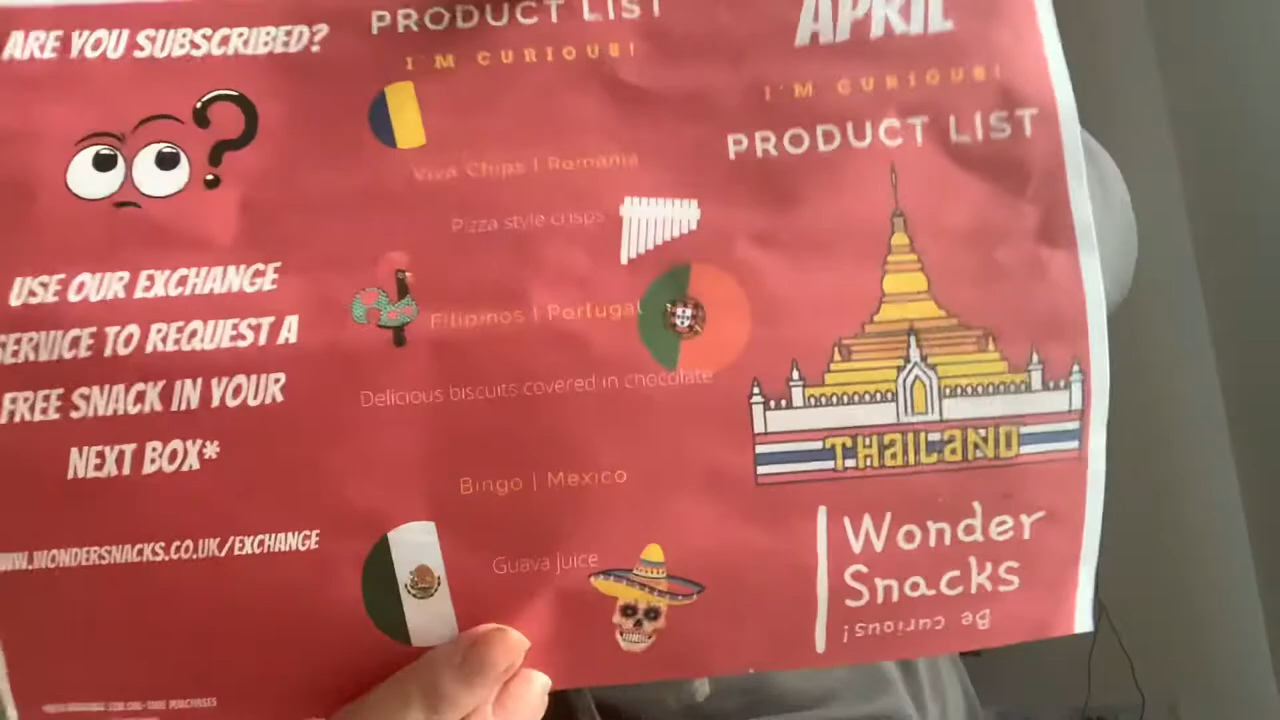 ARE YOU SUBSCRIBED?
USE OUR EXCHANGE
SERVICE TO REQUEST A
FREE SNACK IN YOUR
NEXT BOX*
WWW.WONDERSNACKS.CO.UK/EXCHANGE
PRODUCT LIST
I'M CURIOUS!
Viva Chips | Romania
Pizza style crisps
Filipinos | Portugal
Delicious biscuits covered in chocolate
Bingo | Mexico
Guava juice
APRIL
I'M CURIOUS!
PRODUCT LIST
THAILAND
Wonder
Snacks
Be curious!